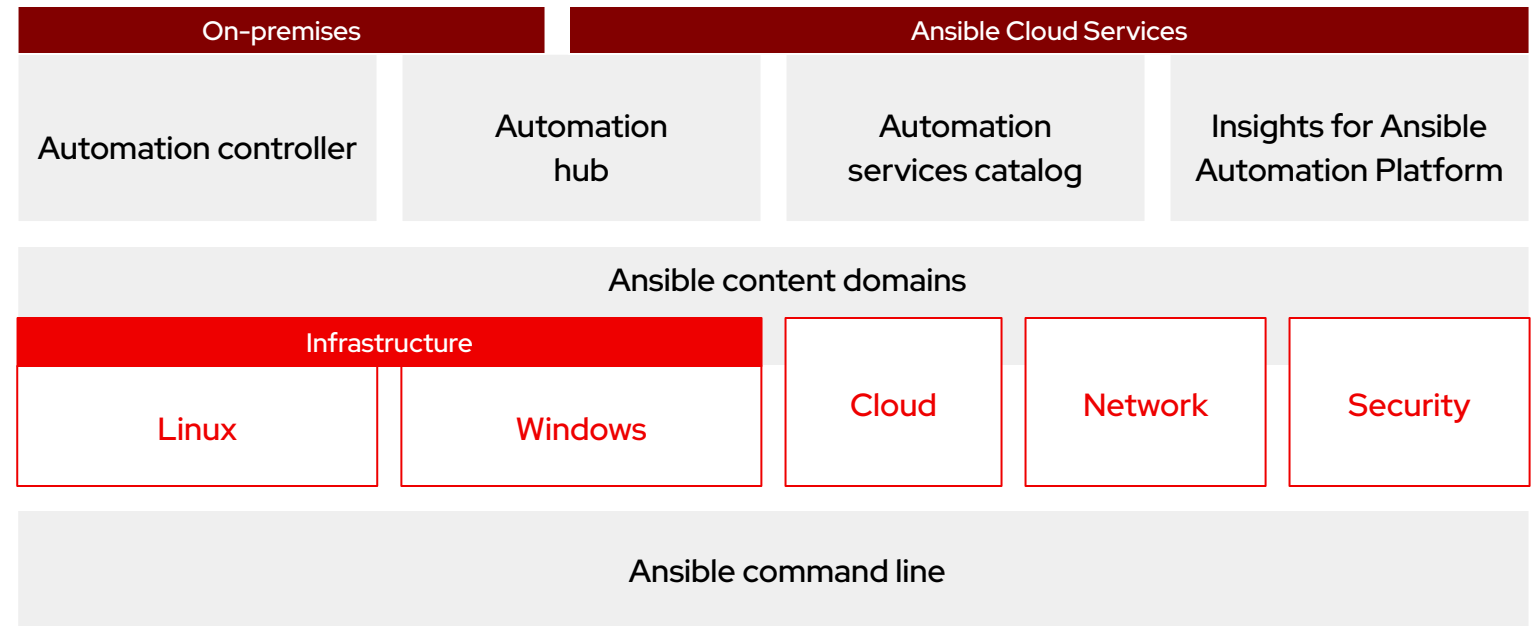 On-premises
Ansible Cloud Services
Automation controller
Automation
hub
Automation
services catalog
Insights for Ansible
Automation Platform
Ansible content domains
Infrastructure
Linux
Windows
Cloud
Network
Security
Ansible command line